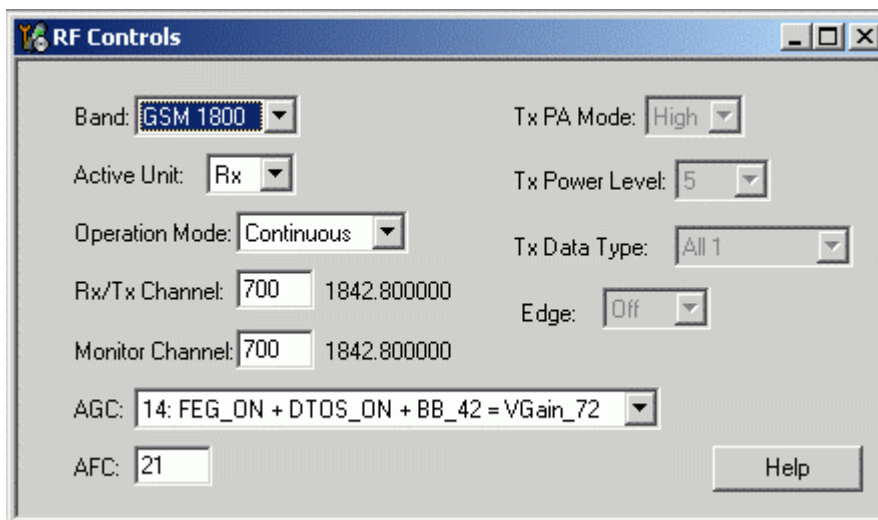 RF Controls
Band: GSM 1800
Tx PA Mode: High
Active Unit: Rx
Tx Power Level: 5
Operation Mode: Continuous
Tx Data Type: All 1
Rx/Tx Channel: 700 1842.800000
Edge: Off
Monitor Channel: 700 1842.800000
AGC: 14: FEG_ON + DTOS_ON + BB_42 = VGain_72
AFC: 21
Help